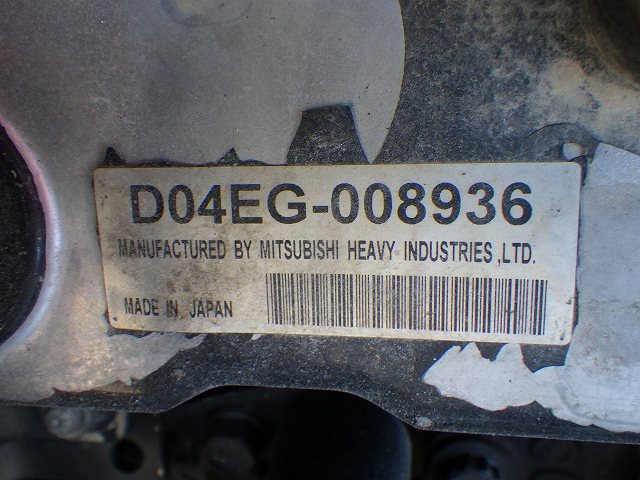 D04EG-008936
MANUFACTURED BY MITSUBISHI HEAVY INDUSTRIES,LTD.
MADE IN JAPAN